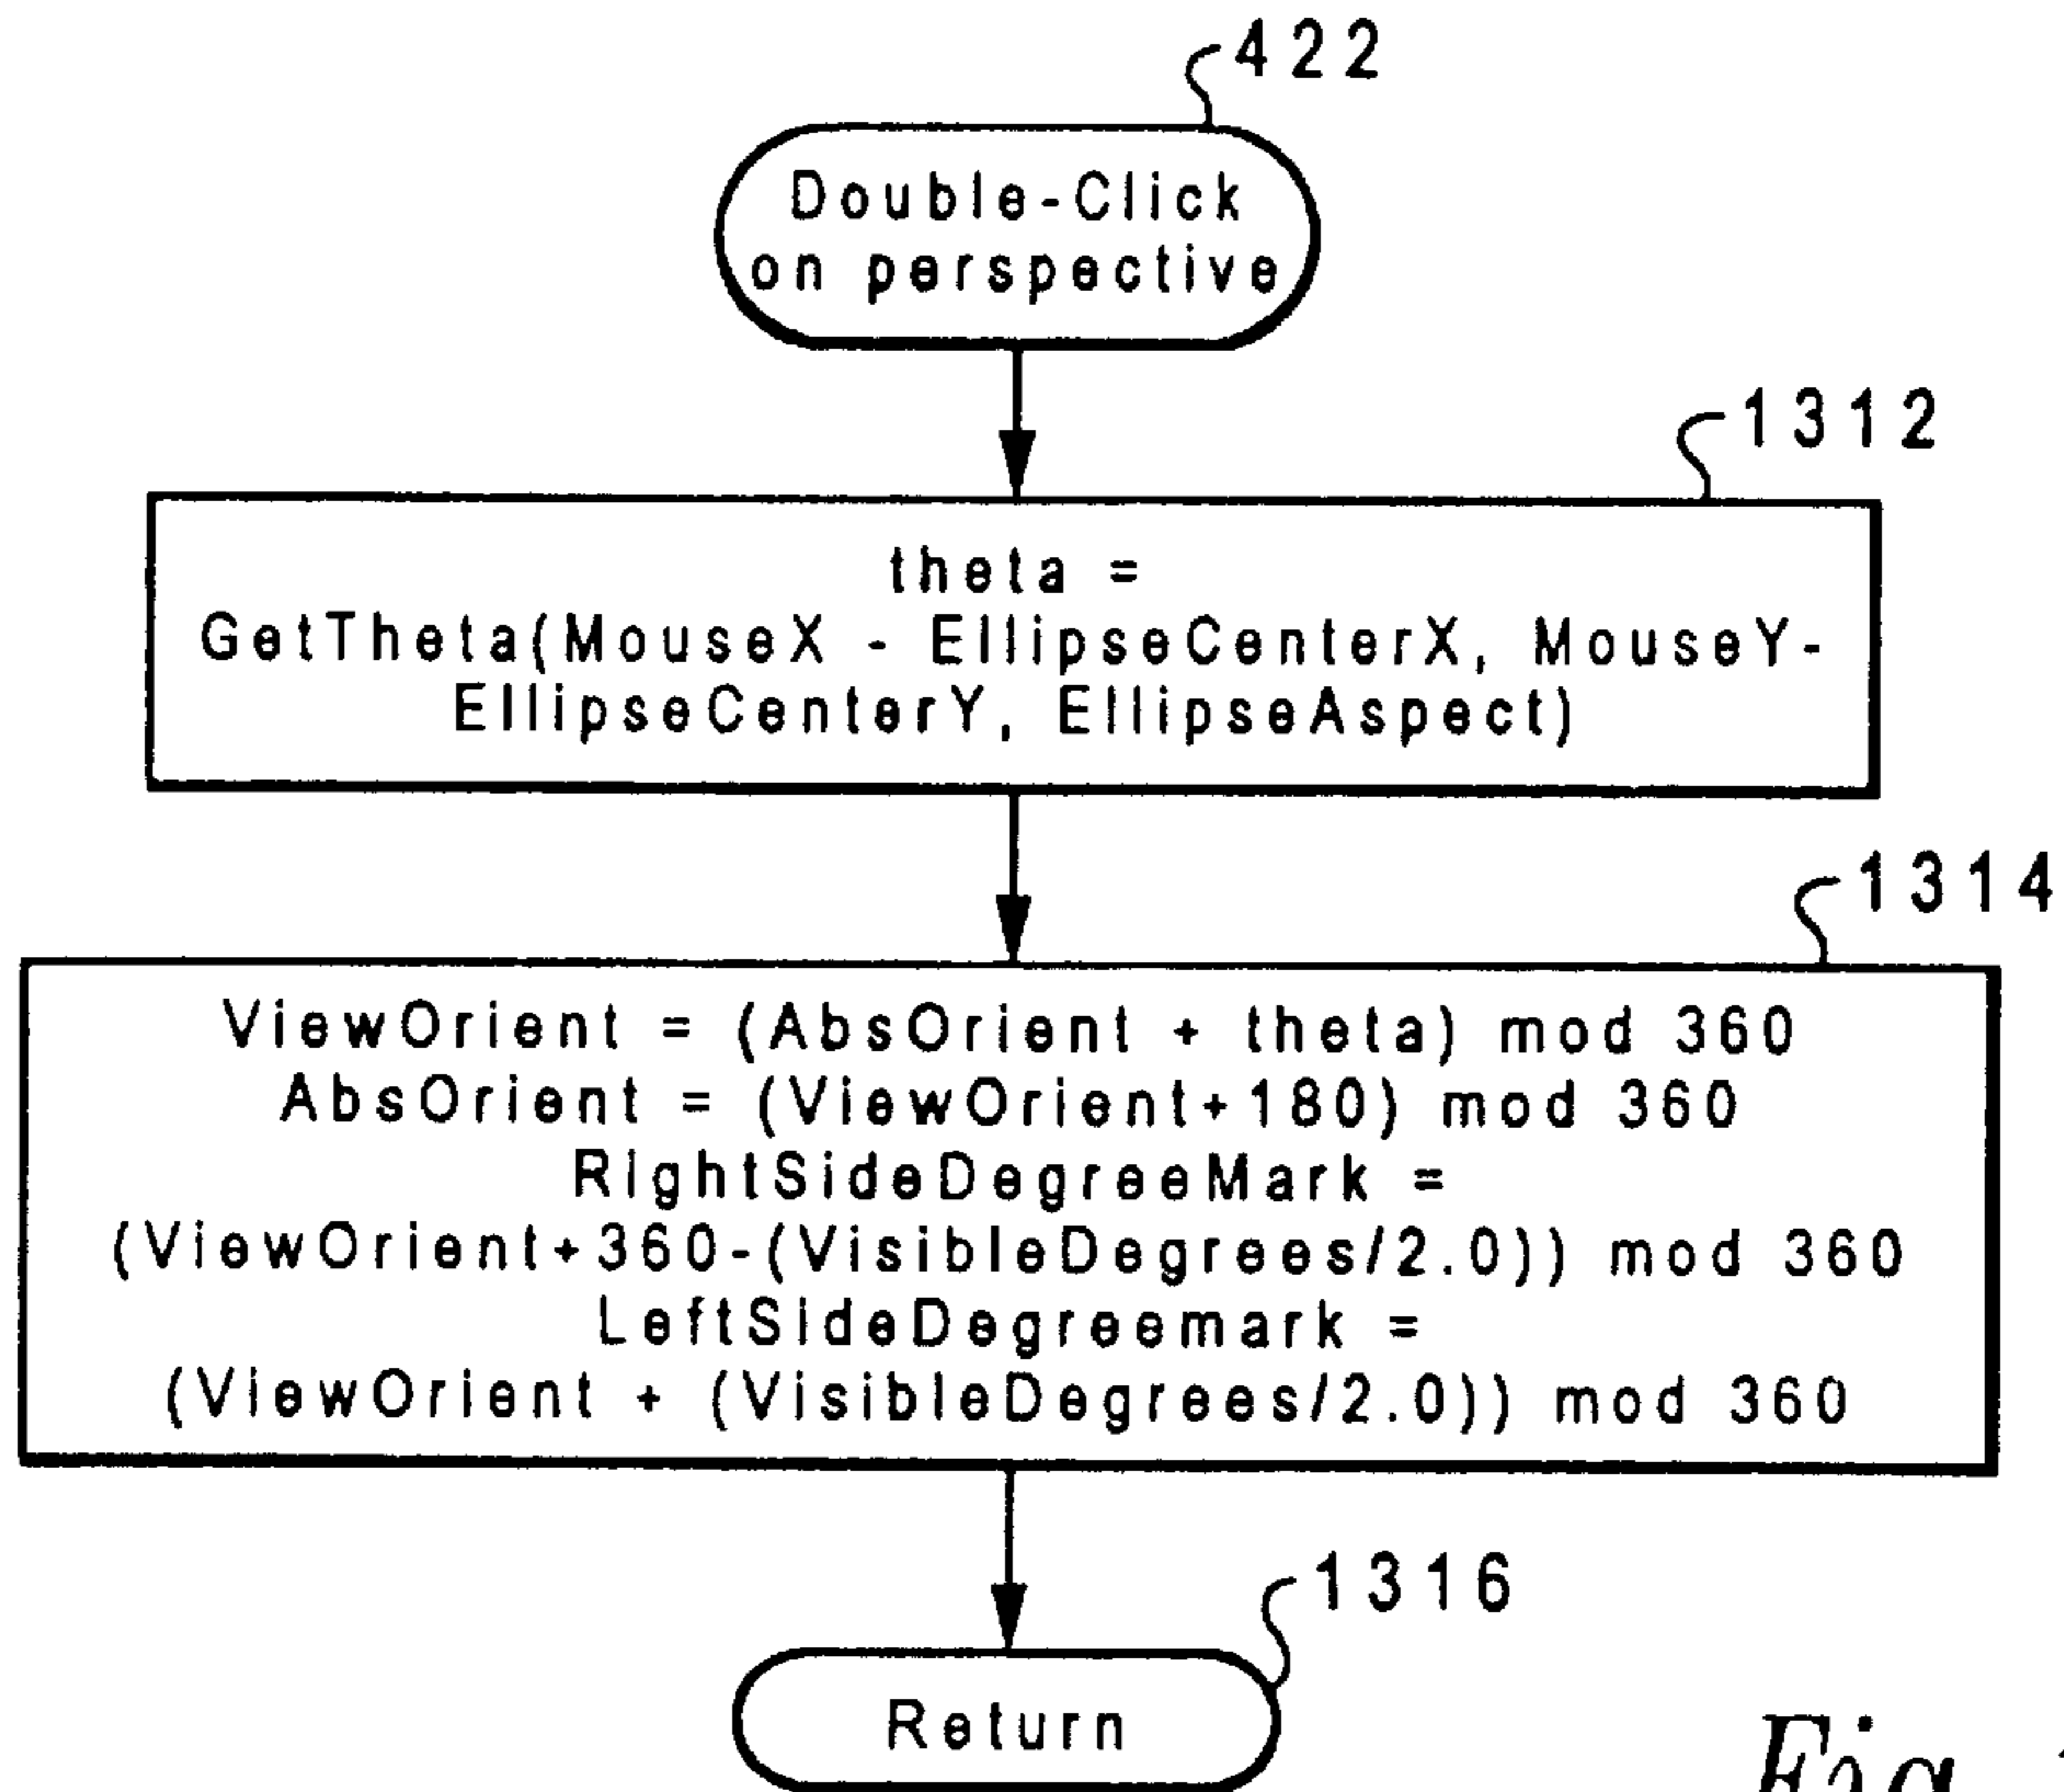 422
Double-Click
on perspective
1312
theta =
GetTheta(MouseX - EllipseCenterX, MouseY-
EllipseCenterY, EllipseAspect)
1314
ViewOrient = (AbsOrient + theta) mod 360
AbsOrient = (ViewOrient+180) mod 360
RightSideDegreeMark =
(ViewOrient+360-(VisibleDegrees/2.0)) mod 360
LeftSideDegreemark =
(ViewOrient + (VisibleDegrees/2.0)) mod 360
1316
Return
Fig